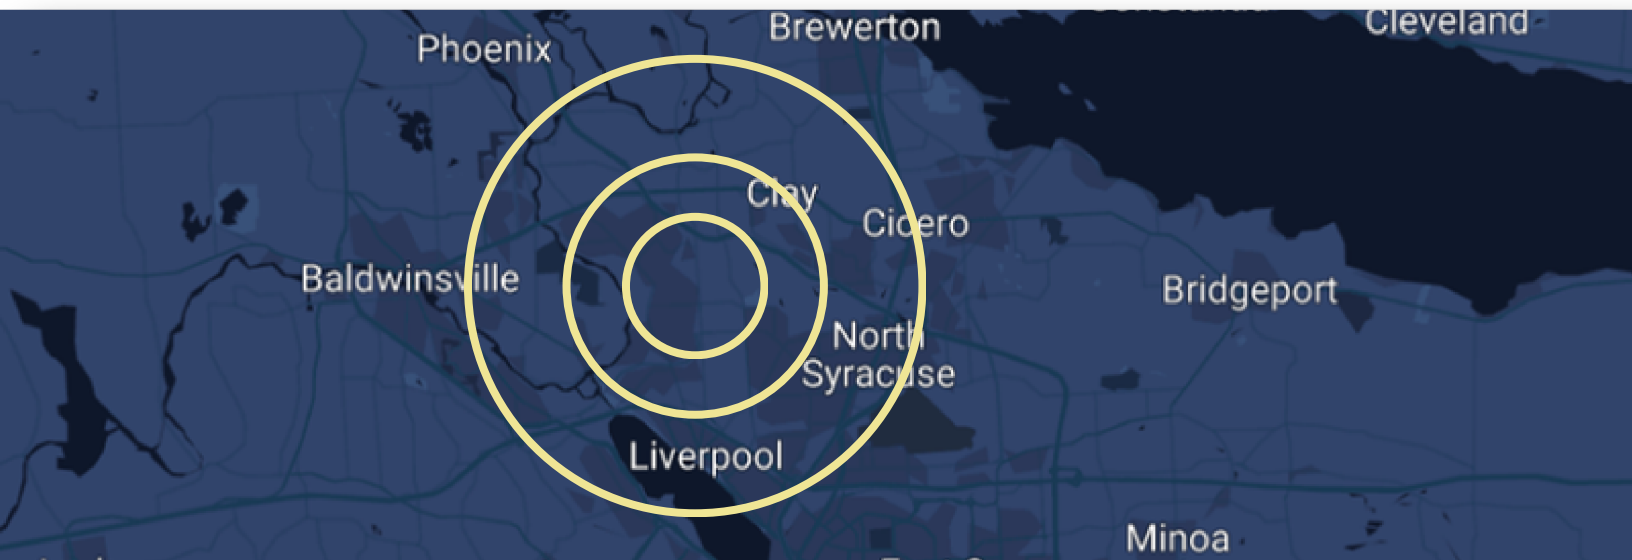 Cleveland
Brewerton
Phoenix
Clay
Cicero
Baldwinsville
Bridgeport
North
Syracuse
Liverpool
Minoa